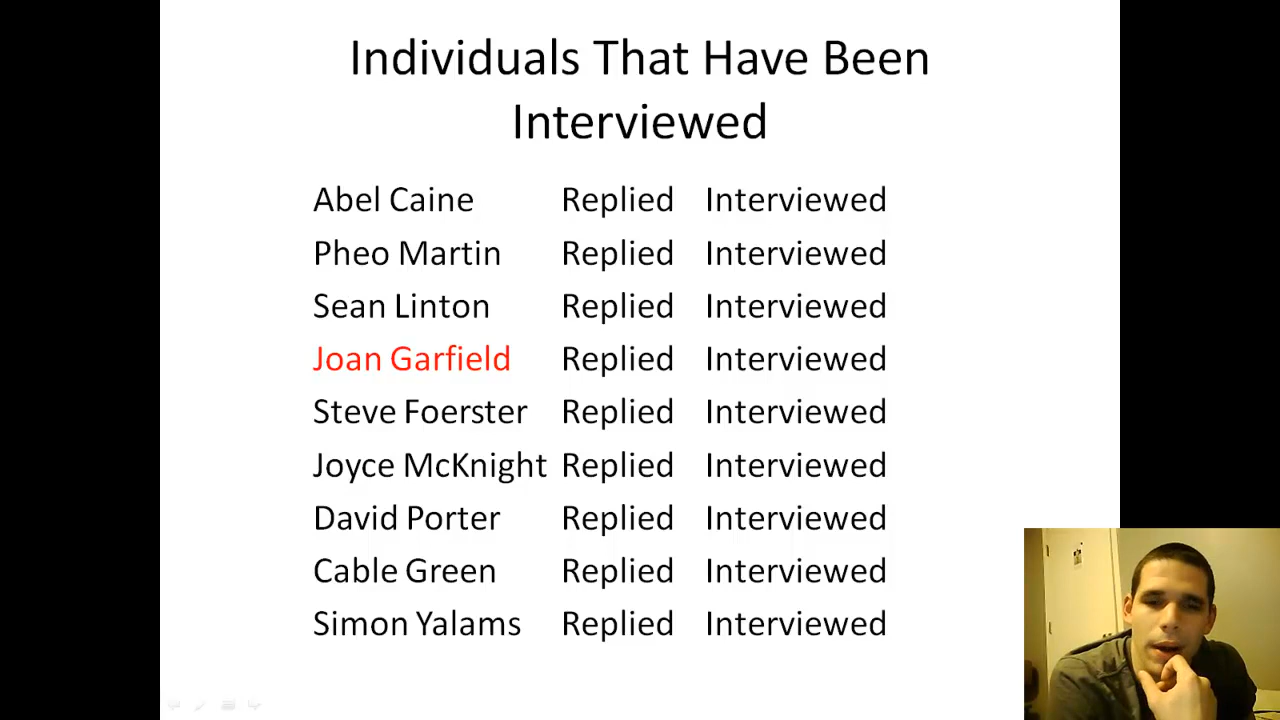 Individuals That Have Been
Interviewed
Abel Caine Replied Interviewed
Pheo Martin Replied Interviewed
Sean Linton Replied Interviewed
Joan Garfield Replied Interviewed
Steve Foerster Replied Interviewed
Joyce McKnight Replied Interviewed
David Porter Replied Interviewed
Cable Green Replied Interviewed
Simon Yalams Replied Interviewed